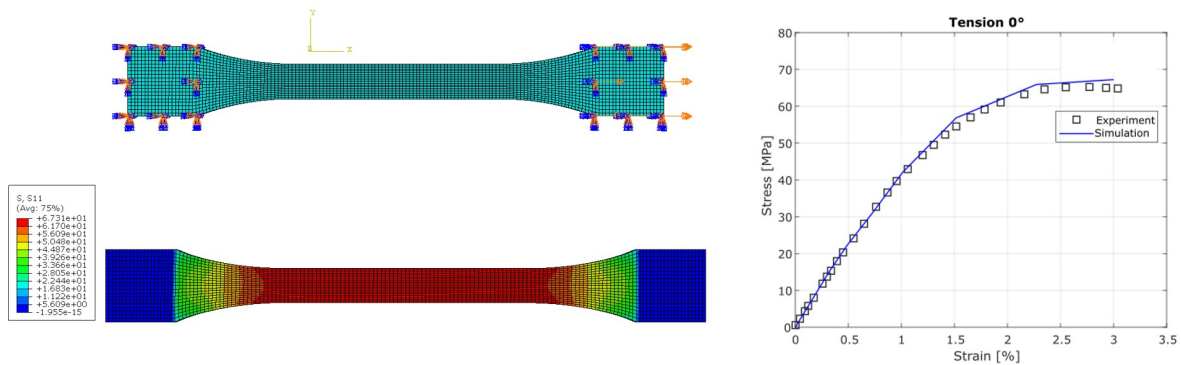 Y
Z
X
S, S11
(Avg: 75%)
+6.731e+01
+6.170e+01
+5.609e+01
+5.048e+01
+4.487e+01
+3.926e+01
+3.366e+01
+2.805e+01
+2.244e+01
+1.683e+01
+1.122e+01
+5.609e+00
-1.955e-15
Tension 0°
Stress [MPa]
80
70
60
50
40
30
20
10
0
Experiment
Simulation
0 0.5 1 1.5 2 2.5 3 3.5
Strain [%]